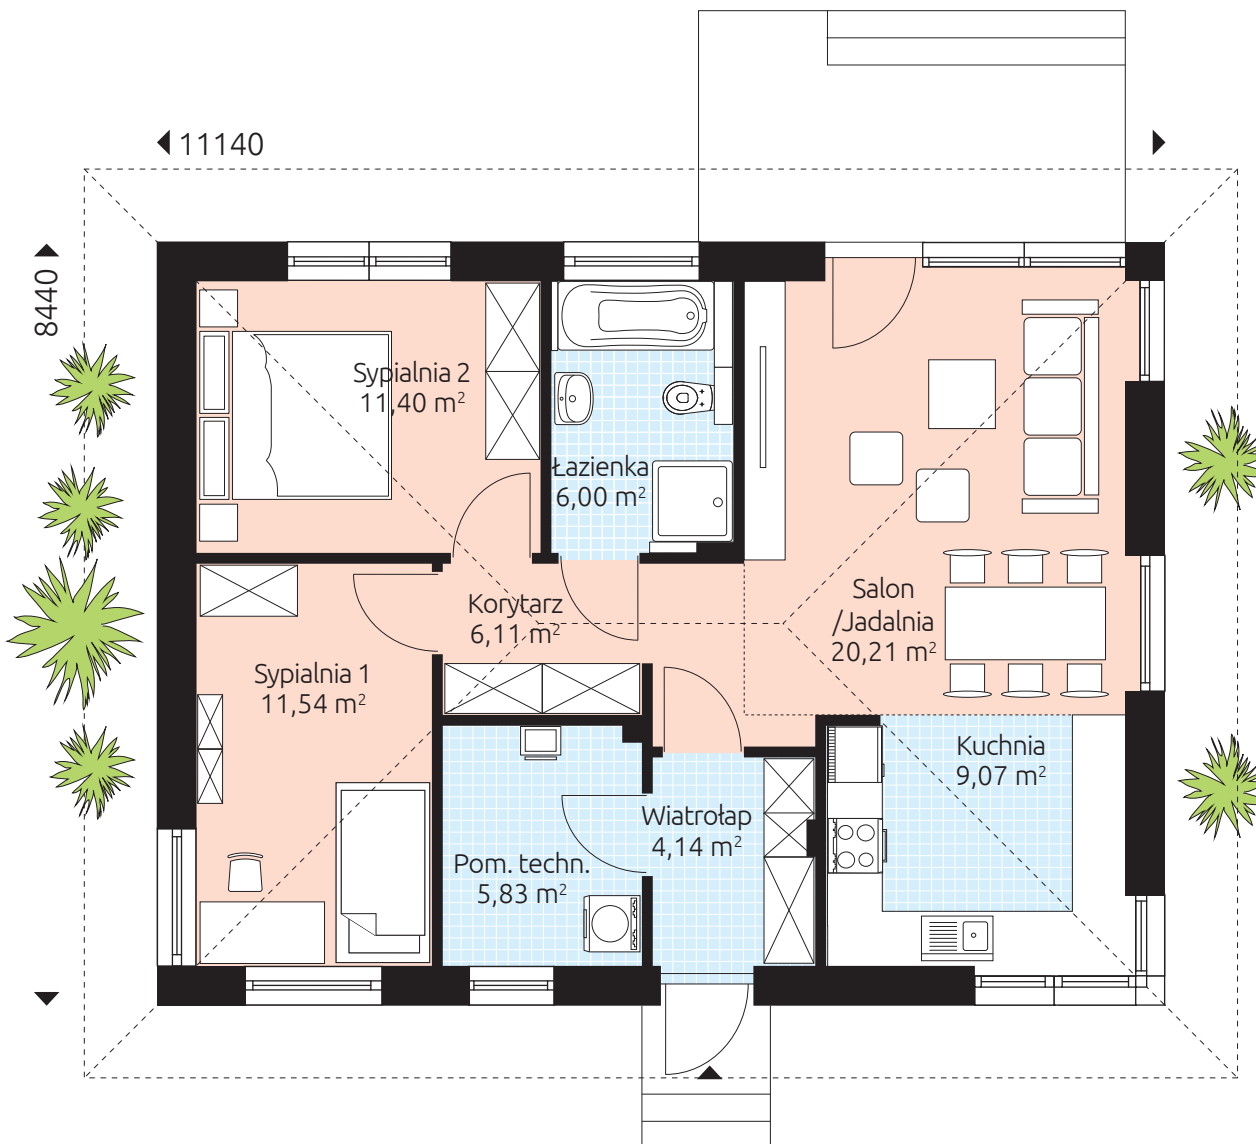 11140
8440
Sypialnia 2
11,40 m²
Łazienka
6,00 m²
Korytarz
6,11 m²
Salon
/Jadalnia
20,21 m²
Sypialnia 1
11,54 m²
Kuchnia
9,07 m²
Wiatrołap
4,14 m²
Pom. techn.
5,83 m²